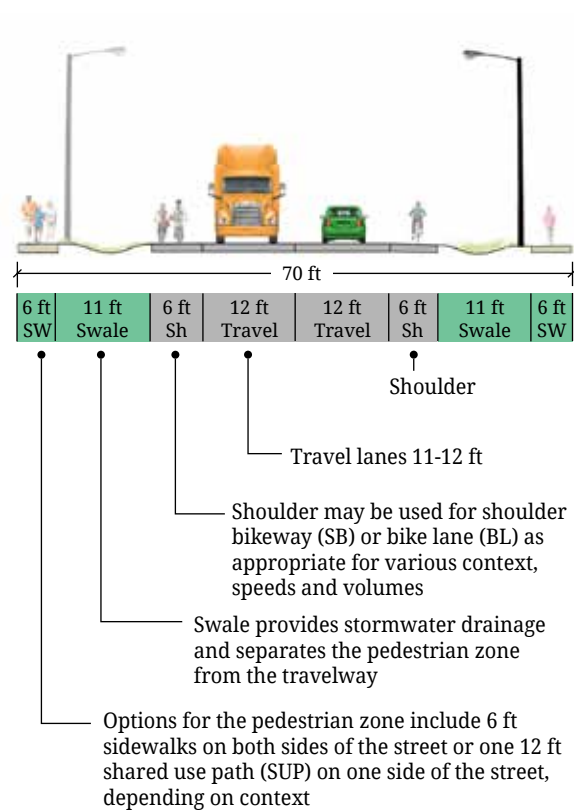 70 ft
6 ft SW
11 ft Swale
6 ft Sh
12 ft Travel
12 ft Travel
6 ft Sh
11 ft Swale
6 ft SW
Shoulder
Travel lanes 11-12 ft
Shoulder may be used for shoulder
bikeway (SB) or bike lane (BL) as
appropriate for various context,
speeds and volumes
Swale provides stormwater drainage
and separates the pedestrian zone
from the travelway
Options for the pedestrian zone include 6 ft
sidewalks on both sides of the street or one 12 ft
shared use path (SUP) on one side of the street,
depending on context